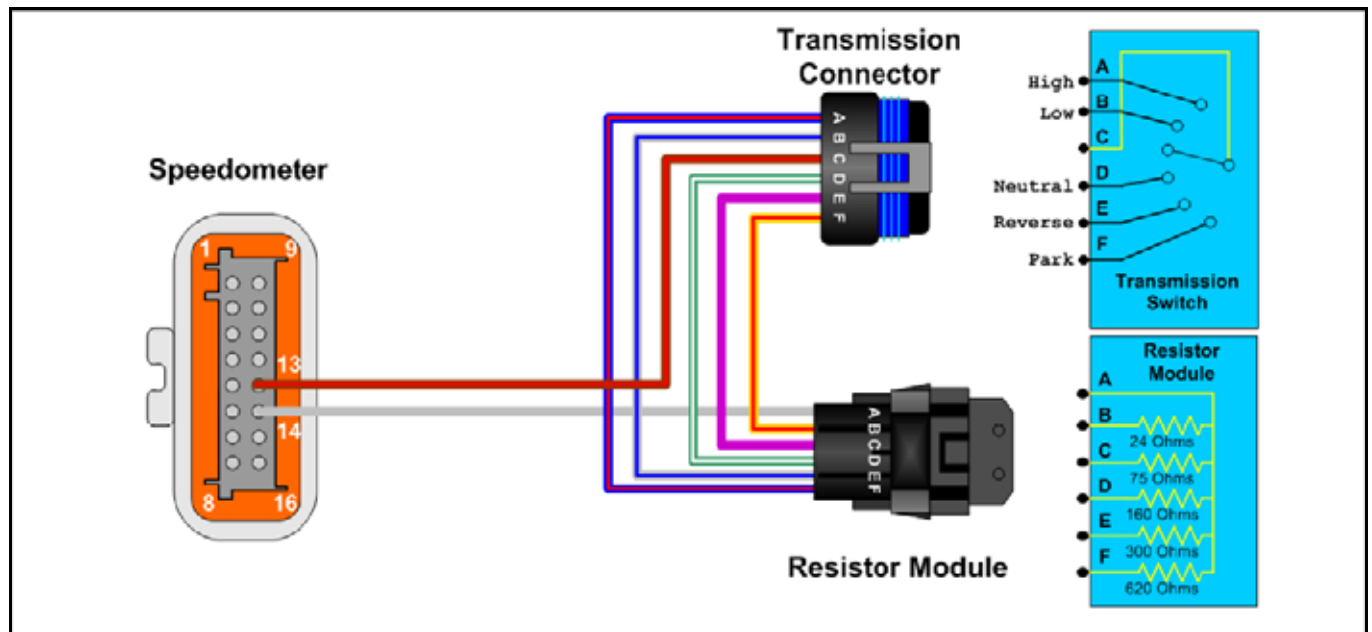 Transmission
Connector
Speedometer
1
9
13
14
8
16
A
B
C
D
E
F
A
B
C
D
E
F
Resistor Module
A
High
B
Low
C
D
Neutral
E
Reverse
F
Park
Transmission
Switch
Resistor
Module
A
B
24 Ohms
C
75 Ohms
D
160 Ohms
E
300 Ohms
F
620 Ohms